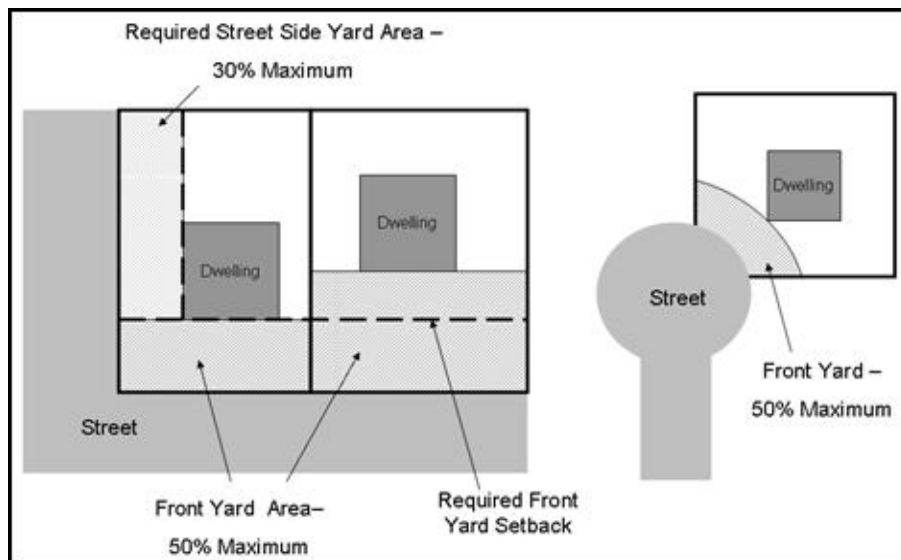 Required Street Side Yard Area –
30% Maximum
Dwelling
Dwelling
Dwelling
Street
Street
Front Yard –
50% Maximum
Front Yard Area–
50% Maximum
Required Front
Yard Setback